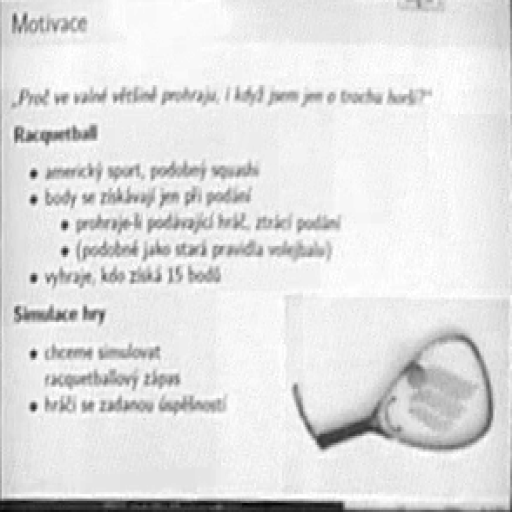 Motivace
„Proč ve valné většině prohraju, i když jsem jen o trochu horší?“
Racquetball
• americký sport, podobný squashi
• body se získávají jen při podání
• prohraje-li podávající hráč, ztrácí podání
• (podobné jako stará pravidla volejbalu)
• vyhraje, kdo získá 15 bodů
Simulace hry
• chceme simulovat
racquetballový zápas
• hráči se zadanou úspěšností